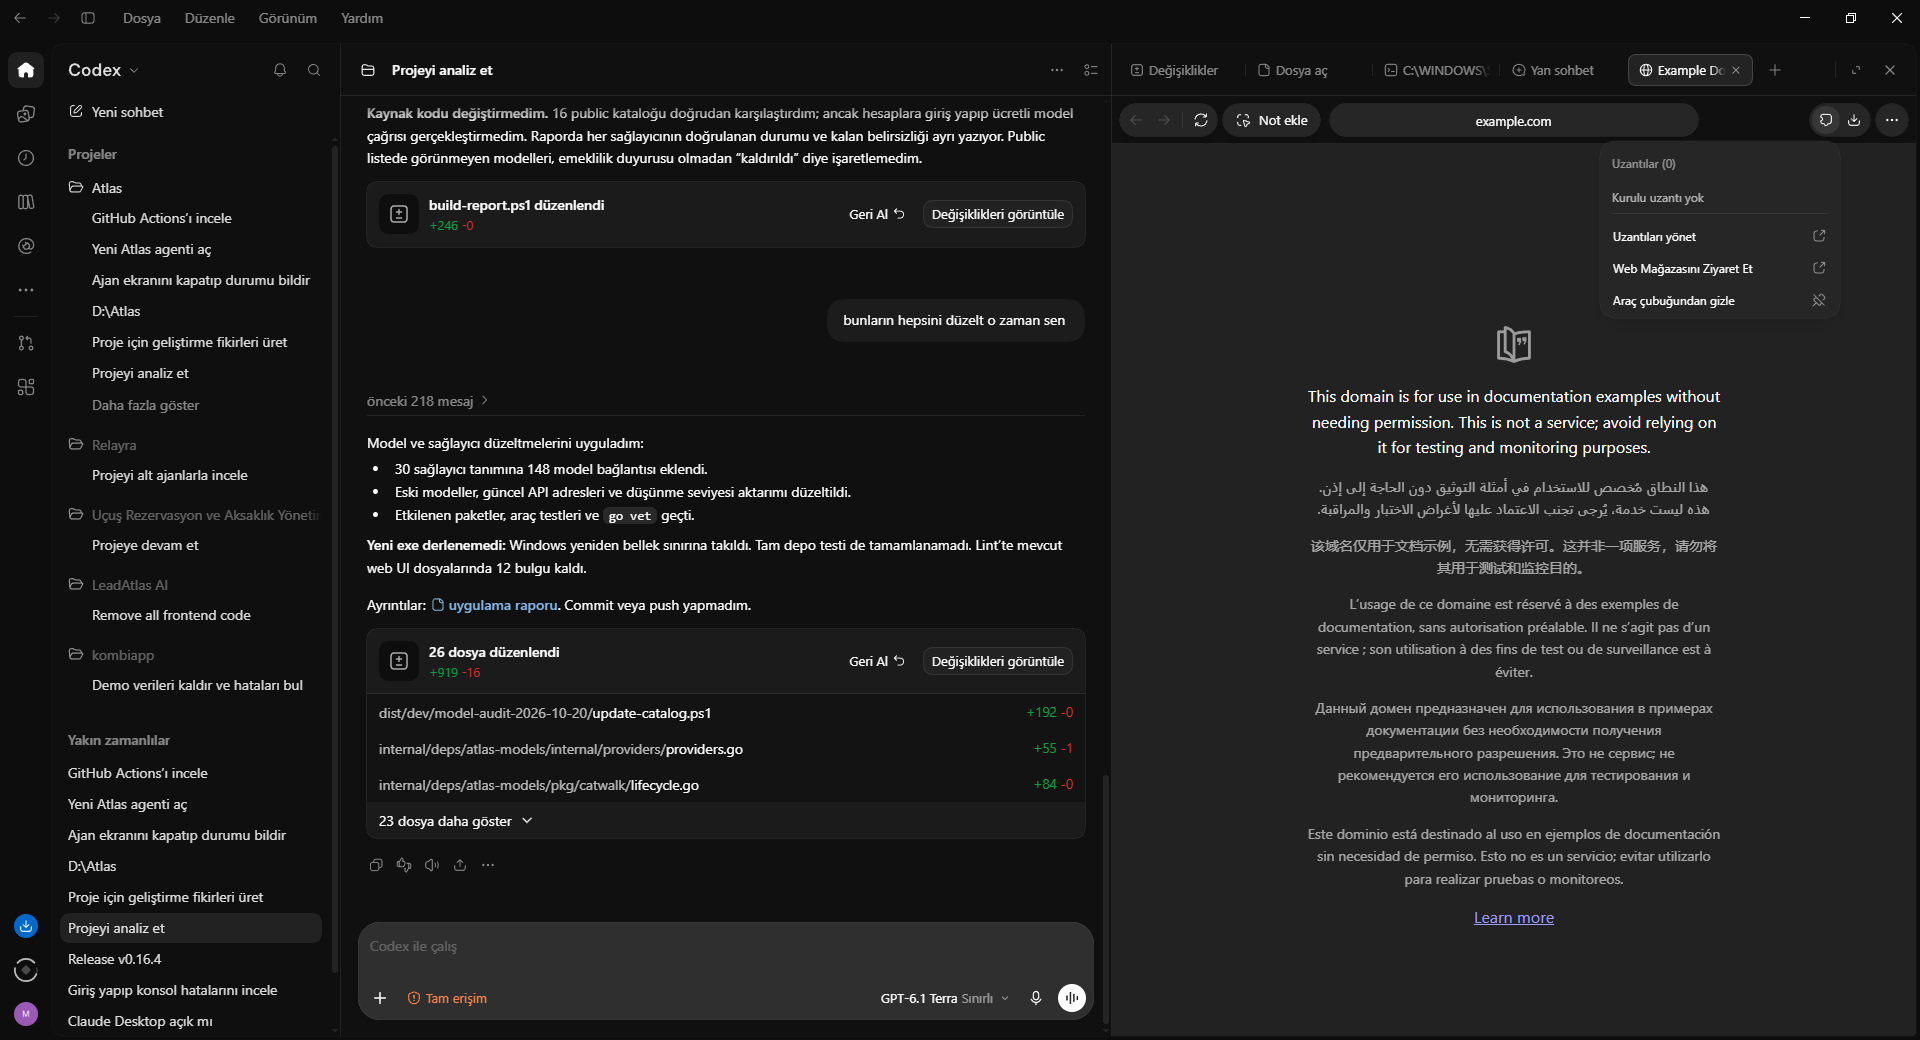 Dosya
Düzenle
Görünüm
Yardım
Codex
Yeni sohbet
Projeler
Atlas
GitHub Actions'ı incele
Yeni Atlas agenti aç
Ajan ekranını kapatıp durumu bildir
D:\Atlas
Proje için geliştirme fikirleri üret
Projeyi analiz et
Daha fazla göster
Relayra
Projeyi alt ajanlarla incele
Uçuş Rezervasyon ve Aksaklık Yöneti
Projeye devam et
LeadAtlas AI
Remove all frontend code
kombiapp
Demo verileri kaldır ve hataları bul
Yakın zamanlılar
GitHub Actions'ı incele
Yeni Atlas agenti aç
Ajan ekranını kapatıp durumu bildir
D:\Atlas
Proje için geliştirme fikirleri üret
Projeyi analiz et
Release v0.16.4
Giriş yapıp konsol hatalarını incele
Claude Desktop açık mı
M
Projeyi analiz et
Kaynak kodu değiştirmedim. 16 public kataloğu doğrudan karşılaştırdım; ancak hesaplara giriş yapıp ücretli model
çağrısı gerçekleştirmedim. Raporda her sağlayıcının doğrulanan durumu ve kalan belirsizliği ayrı yazıyor. Public
listede görünmeyen modelleri, emeklilik duyurusu olmadan “kaldırıldı” diye işaretlemedim.
build-report.ps1 düzenlendi
+246 -0
Geri Al
Değişiklikleri görüntüle
bunların hepsini düzelt o zaman sen
önceki 218 mesaj
Model ve sağlayıcı düzeltmelerini uyguladım:
• 30 sağlayıcı tanımına 148 model bağlantısı eklendi.
• Eski modeller, güncel API adresleri ve düşünme seviyesi aktarımı düzeltildi.
• Etkilenen paketler, araç testleri ve go vet geçti.
Yeni exe derlenemedi: Windows yeniden bellek sınırına takıldı. Tam depo testi de tamamlanamadı. Lint'te mevcut
web UI dosyalarında 12 bulgu kaldı.
Ayrıntılar: uygulama raporu. Commit veya push yapmadım.
26 dosya düzenlendi
+919 -16
Geri Al
Değişiklikleri görüntüle
dist/dev/model-audit-2026-10-20/update-catalog.ps1 +192 -0
internal/deps/atlas-models/internal/providers/providers.go +55 -1
internal/deps/atlas-models/pkg/catwalk/lifecycle.go +84 -0
23 dosya daha göster
Codex ile çalış
Tam erişim
GPT-6.1 Terra Sınırlı
Değişiklikler
Dosya aç
C:\WINDOWS\
Yan sohbet
Example Do
Not ekle
example.com
Uzantılar (0)
Kurulu uzantı yok
Uzantıları yönet
Web Mağazasını Ziyaret Et
Araç çubuğundan gizle
This domain is for use in documentation examples without
needing permission. This is not a service; avoid relying on
it for testing and monitoring purposes.
هذا النطاق مُخصص للاستخدام في أمثلة التوثيق دون الحاجة إلى إذن.
هذه ليست خدمة، يُرجى تجنب الاعتماد عليها لأغراض الاختبار والمراقبة.
该域名仅用于文档示例，无需获得许可。这并非一项服务，请勿将
其用于测试和监控目的。
L'usage de ce domaine est réservé à des exemples de
documentation, sans autorisation préalable. Il ne s'agit pas d'un
service ; son utilisation à des fins de test ou de surveillance est à
éviter.
Данный домен предназначен для использования в примерах
документации без необходимости получения
предварительного разрешения. Это не сервис; не
рекомендуется его использование для тестирования и
мониторинга.
Este dominio está destinado al uso en ejemplos de documentación
sin necesidad de permiso. Esto no es un servicio; evitar utilizarlo
para realizar pruebas o monitoreos.
Learn more